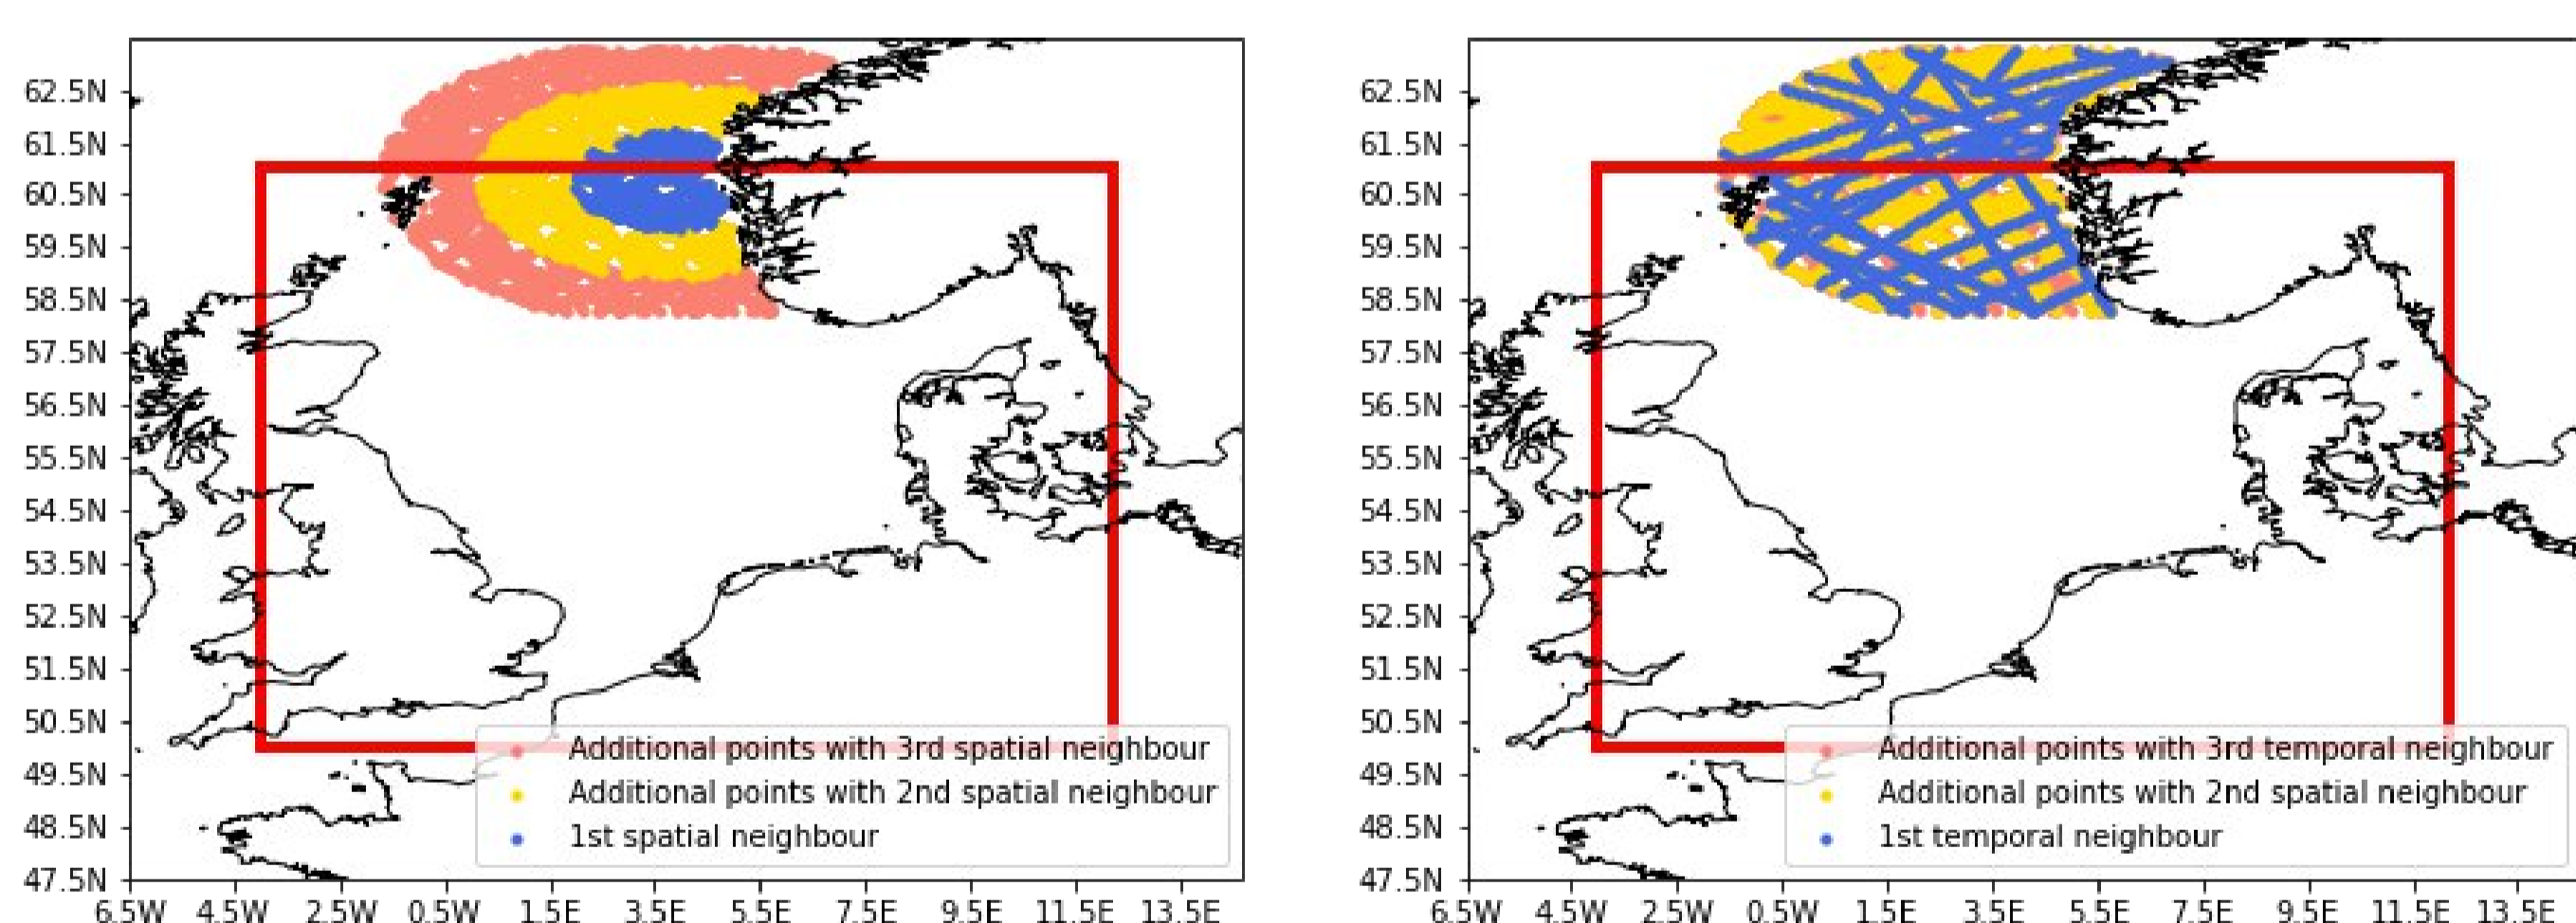 62.5N
61.5N
60.5N
59.5N
58.5N
57.5N
56.5N
55.5N
54.5N
53.5N
52.5N
51.5N
50.5N
49.5N
48.5N
47.5N
6.5W 4.5W 2.5W 0.5W 1.5E 3.5E 5.5E 7.5E 9.5E 11.5E 13.5E
Additional points with 3rd spatial neighbour
Additional points with 2nd spatial neighbour
1st spatial neighbour
62.5N
61.5N
60.5N
59.5N
58.5N
57.5N
56.5N
55.5N
54.5N
53.5N
52.5N
51.5N
50.5N
49.5N
48.5N
47.5N
6.5W 4.5W 2.5W 0.5W 1.5E 3.5E 5.5E 7.5E 9.5E 11.5E 13.5E
Additional points with 3rd temporal neighbour
Additional points with 2nd spatial neighbour
1st temporal neighbour